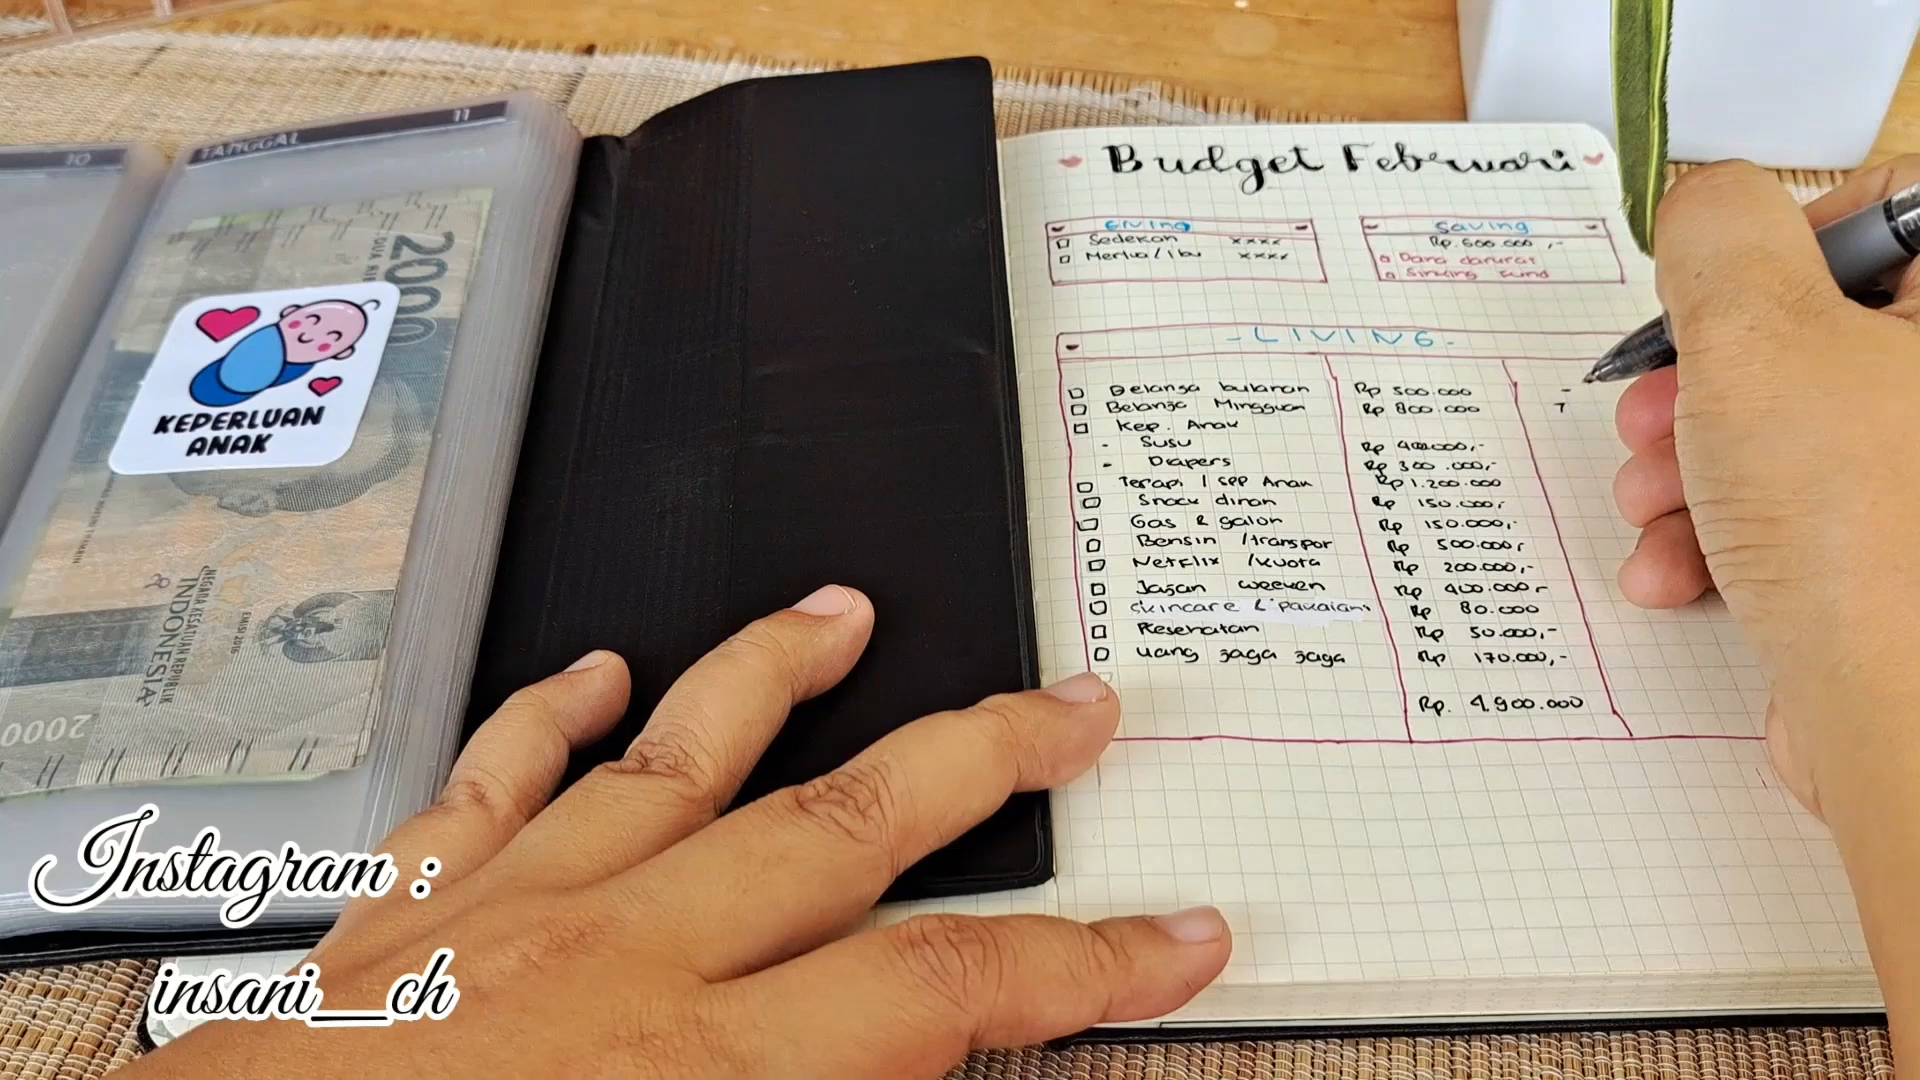 10
TANGGAL 11
2000
DUA RI
KEPERLUAN
ANAK
NEGARA KESATUAN REPUBLIK
INDONESIA
EMISI 2016
2000
Instagram :
insani__ch
Budget Februari
Giving
Sedekah xxxx
Mertua/Ibu xxxx
Saving
Rp.600.000,-
Dana darurat
Sinking Fund
-LIVING-
Belanja bulanan Rp 500.000 -
Belanja Mingguan Rp 800.000
Kep. Anak
- Susu Rp 400.000,-
- Diapers Rp 300.000,-
Terapi / SPP Anak Rp 1.200.000
Snack dinan Rp 150.000,-
Gas & galon Rp 150.000,-
Bensin /transpor Rp 500.000,-
Netflix /kuota Rp 200.000,-
Jajan weeken Rp 400.000,-
Skincare & pakaian Rp 80.000
Kesehatan Rp 50.000,-
Uang jaga jaga Rp 170.000,-
Rp. 4.900.000